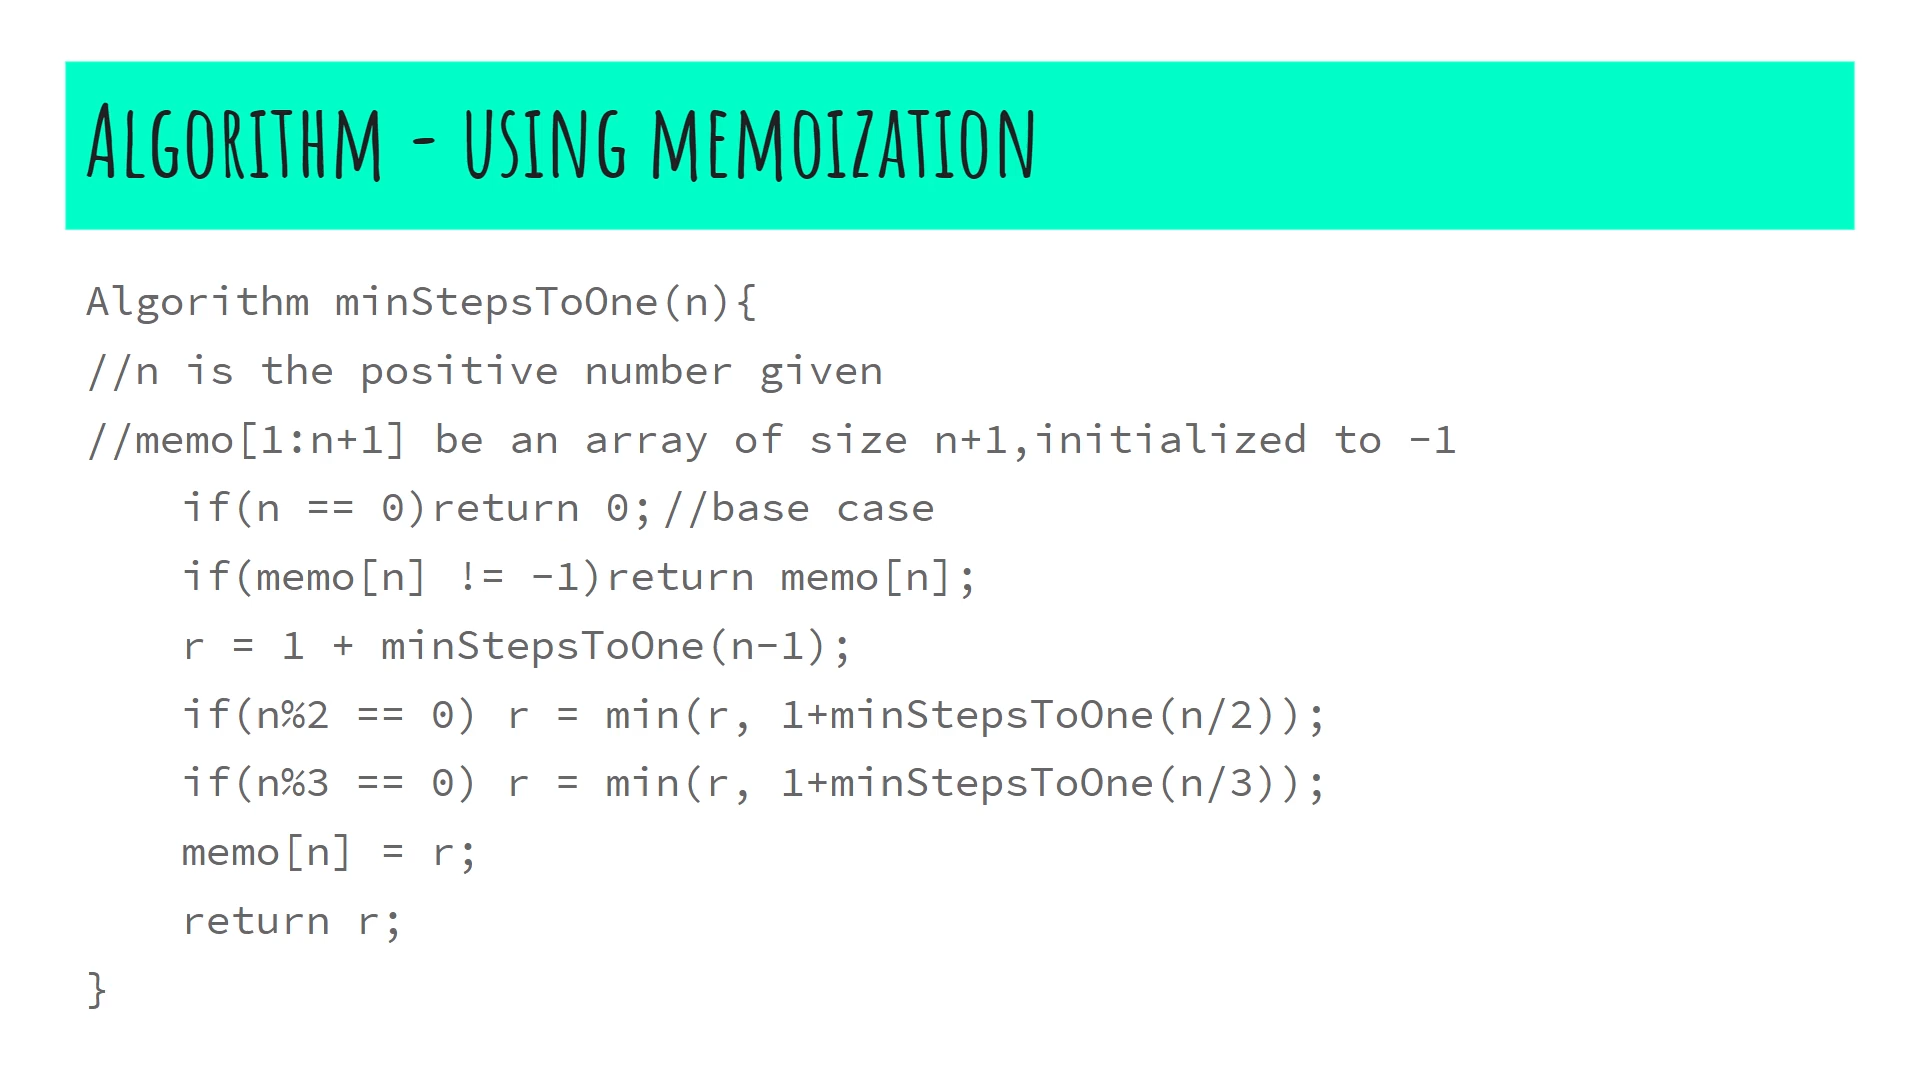 Algorithm - using memoization
Algorithm minStepsToOne(n){
//n is the positive number given
//memo[1:n+1] be an array of size n+1,initialized to -1
if(n == 0)return 0;//base case
if(memo[n] != -1)return memo[n];
r = 1 + minStepsToOne(n-1);
if(n%2 == 0) r = min(r, 1+minStepsToOne(n/2));
if(n%3 == 0) r = min(r, 1+minStepsToOne(n/3));
memo[n] = r;
return r;
}